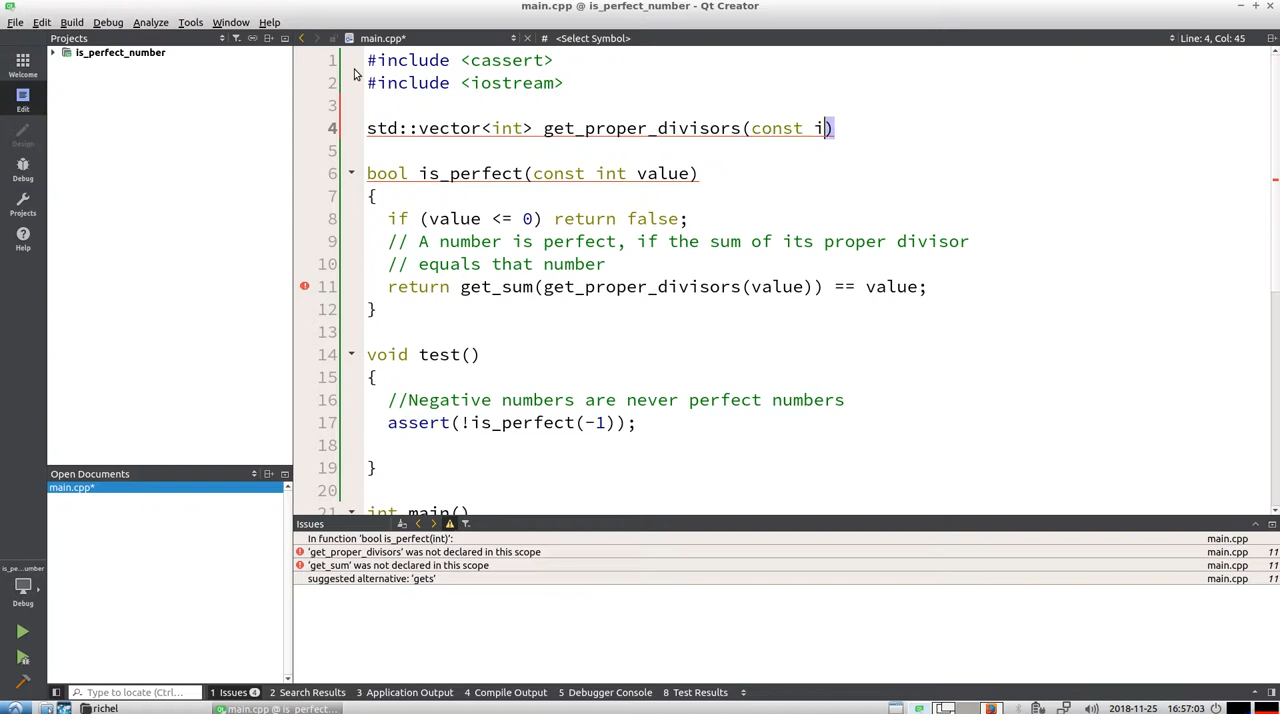 main.cpp @ is_perfect_number - Qt Creator
File Edit Build Debug Analyze Tools Window Help
Projects main.cpp* # <Select Symbol> Line: 4, Col: 45
is_perfect_number
Welcome
Edit
Design
Debug
Projects
Help
1 #include <cassert>
2 #include <iostream>
3
4 std::vector<int> get_proper_divisors(const i)
5
6 bool is_perfect(const int value)
7 {
8 if (value <= 0) return false;
9 // A number is perfect, if the sum of its proper divisor
10 // equals that number
11 return get_sum(get_proper_divisors(value)) == value;
12 }
13
14 void test()
15 {
16 //Negative numbers are never perfect numbers
17 assert(!is_perfect(-1));
18
19 }
20
21 int main()
Open Documents
main.cpp*
is_pe...umber
Debug
Issues
In function 'bool is_perfect(int)': main.cpp
'get_proper_divisors' was not declared in this scope main.cpp 11
'get_sum' was not declared in this scope main.cpp 11
suggested alternative: 'gets' main.cpp 11
Type to locate (Ctrl... 1 Issues 4 2 Search Results 3 Application Output 4 Compile Output 5 Debugger Console 8 Test Results
richel main.cpp @ is_perfect... 2018-11-25 16:57:03